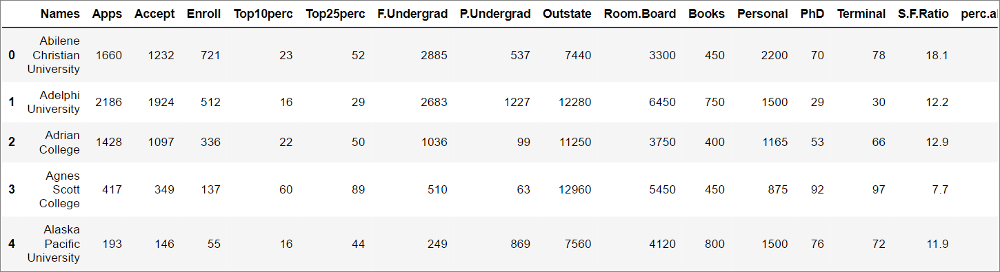 Names Apps Accept Enroll Top10perc Top25perc F.Undergrad P.Undergrad Outstate Room.Board Books Personal PhD Terminal S.F.Ratio perc.al
0 Abilene Christian University 1660 1232 721 23 52 2885 537 7440 3300 450 2200 70 78 18.1
1 Adelphi University 2186 1924 512 16 29 2683 1227 12280 6450 750 1500 29 30 12.2
2 Adrian College 1428 1097 336 22 50 1036 99 11250 3750 400 1165 53 66 12.9
3 Agnes Scott College 417 349 137 60 89 510 63 12960 5450 450 875 92 97 7.7
4 Alaska Pacific University 193 146 55 16 44 249 869 7560 4120 800 1500 76 72 11.9